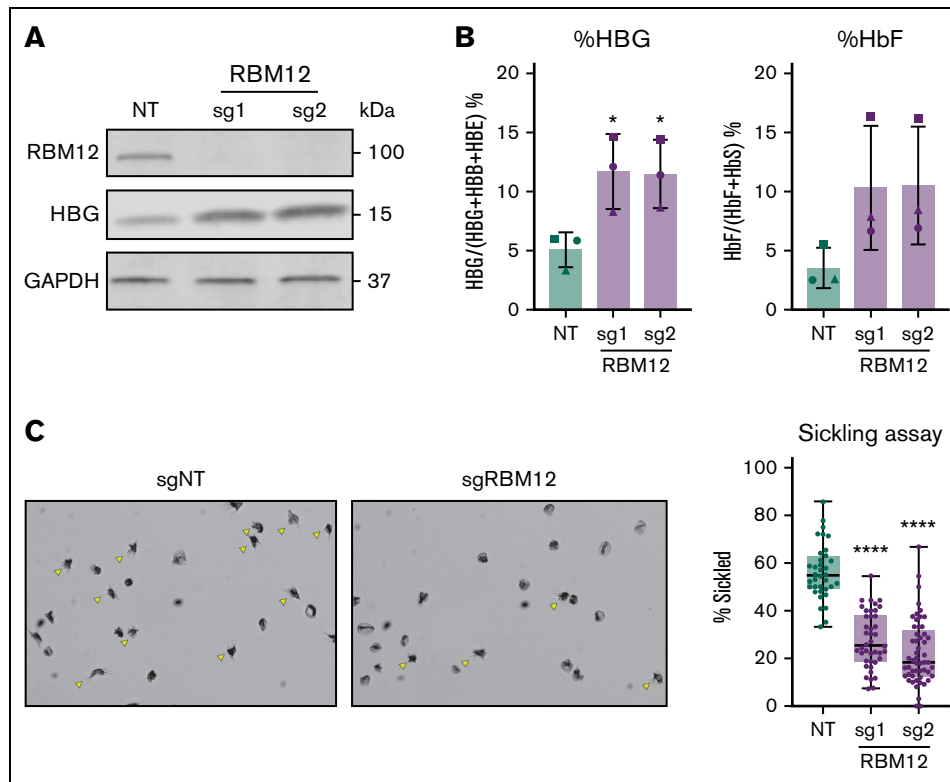 A
RBM12
NT sg1 sg2 kDa
RBM12 100
HBG 15
GAPDH 37
B
%HBG
HBG/(HBG+HBB+HBE) %
20
15
10
5
0
* *
NT sg1 sg2
RBM12
%HbF
HbF/(HbF+HbS) %
20
15
10
5
0
NT sg1 sg2
RBM12
C
sgNT sgRBM12
Sickling assay
% Sickled
100
80
60
40
20
0
**** ****
NT sg1 sg2
RBM12